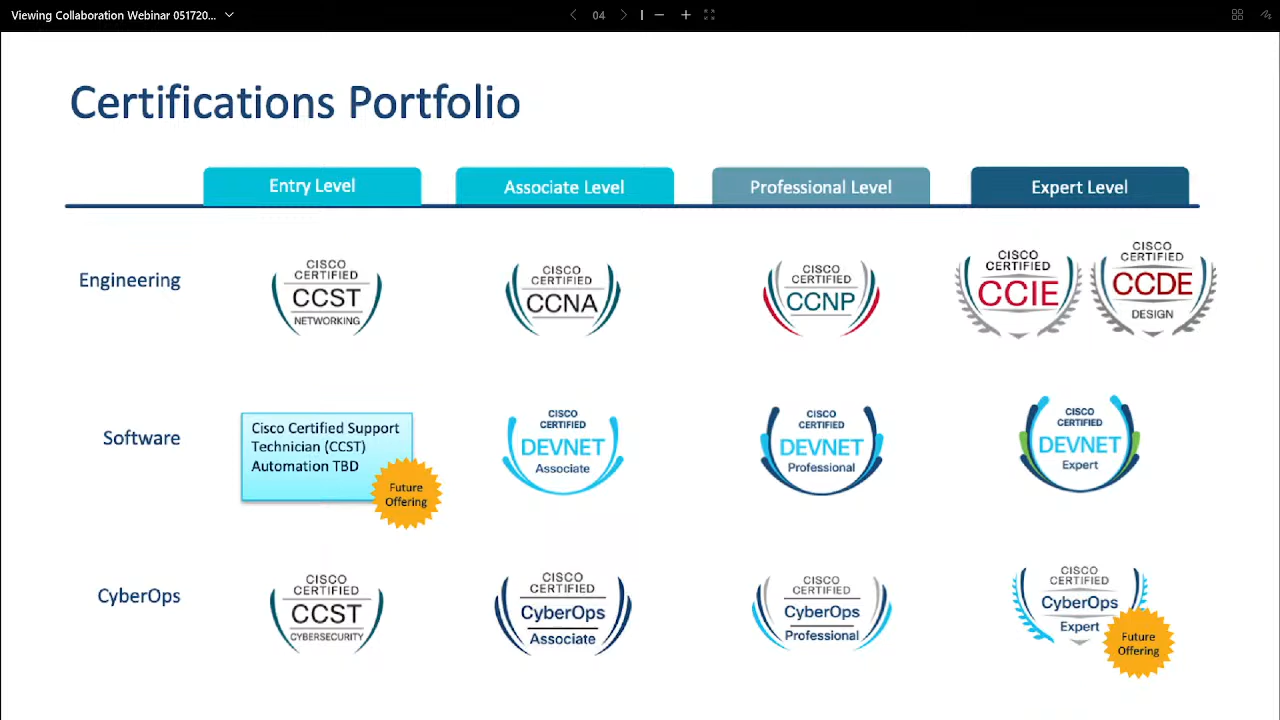 Viewing Collaboration Webinar 051720...
04
Certifications Portfolio
Entry Level
Associate Level
Professional Level
Expert Level
Engineering
CISCO
CERTIFIED
CCST
NETWORKING
CISCO
CERTIFIED
CCNA
CISCO
CERTIFIED
CCNP
CISCO
CERTIFIED
CCIE
CISCO
CERTIFIED
CCDE
DESIGN
Software
Cisco Certified Support
Technician (CCST)
Automation TBD
Future
Offering
CISCO
CERTIFIED
DEVNET
Associate
CISCO
CERTIFIED
DEVNET
Professional
CISCO
CERTIFIED
DEVNET
Expert
CyberOps
CISCO
CERTIFIED
CCST
CYBERSECURITY
CISCO
CERTIFIED
CyberOps
Associate
CISCO
CERTIFIED
CyberOps
Professional
CISCO
CERTIFIED
CyberOps
Expert
Future
Offering